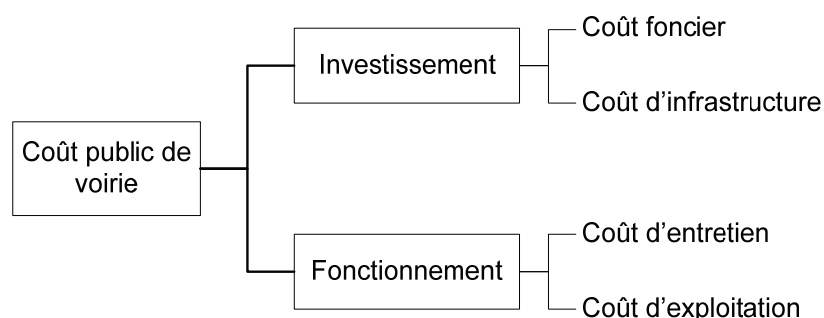 Coût public de
voirie
Investissement
Coût foncier
Coût d’infrastructure
Fonctionnement
Coût d’entretien
Coût d’exploitation